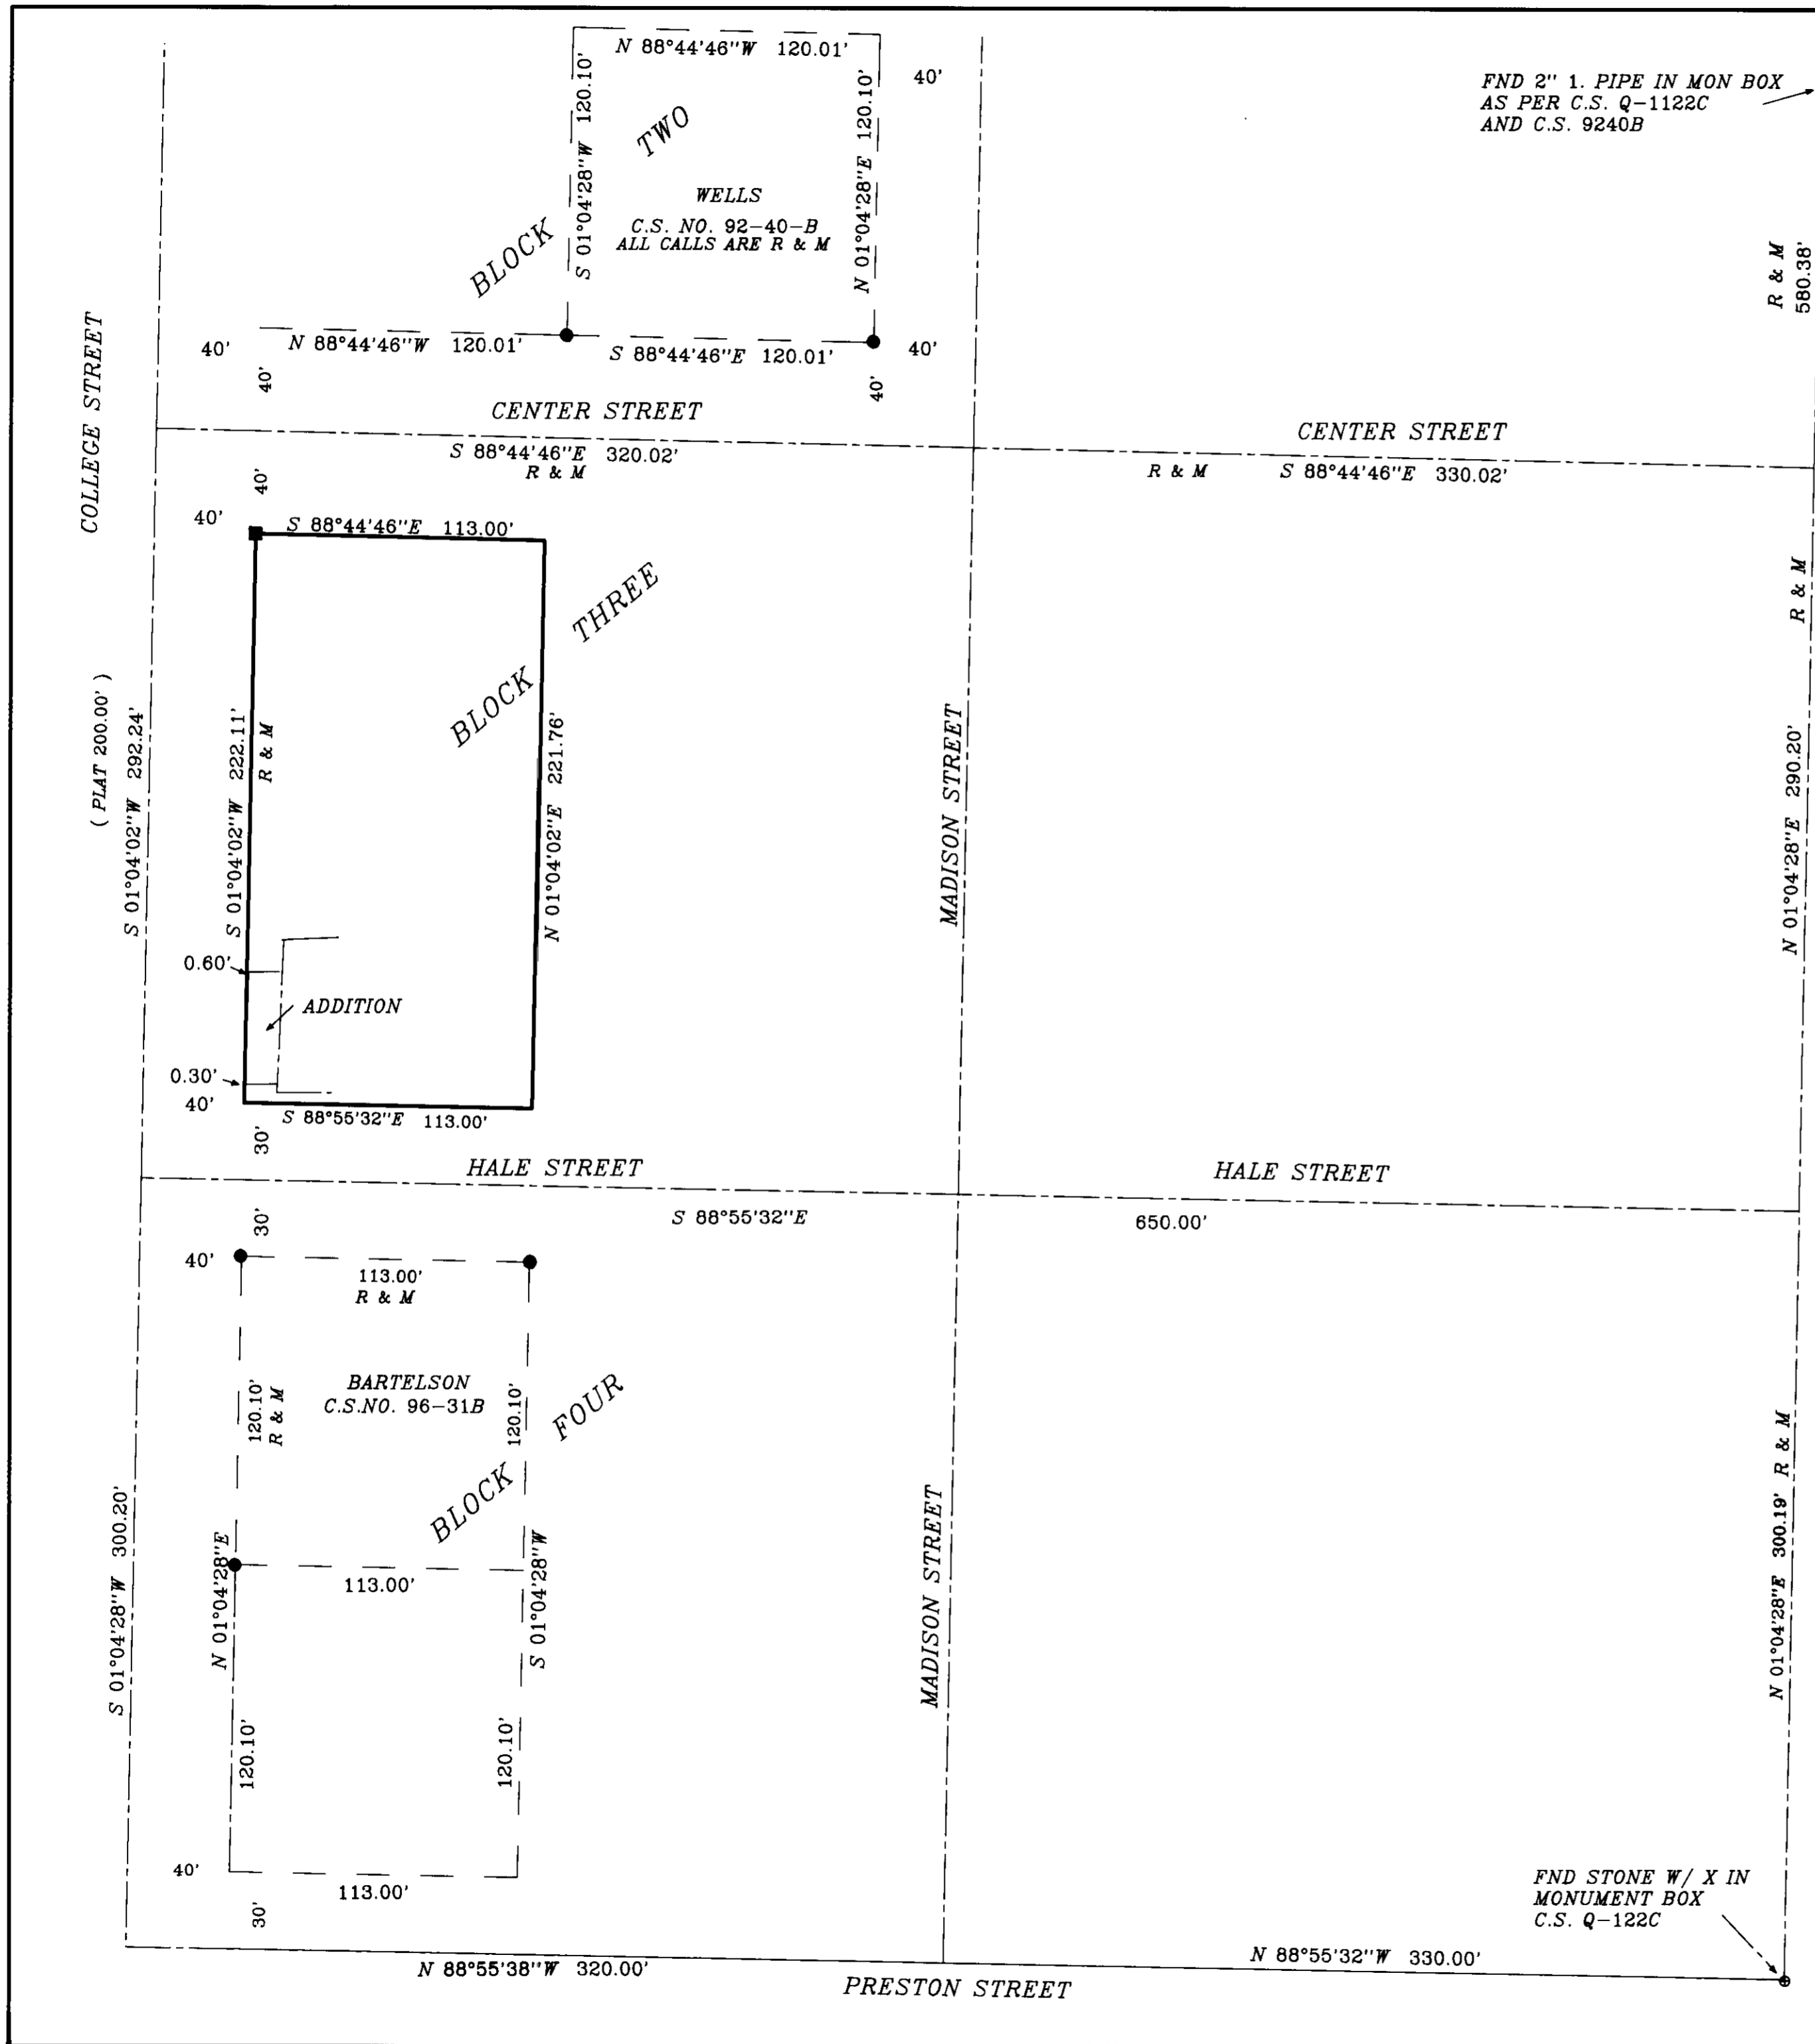 N 88°44'46"W 120.01'
40'
FND 2" 1. PIPE IN MON BOX
AS PER C.S. Q-1122C
AND C.S. 9240B
S 01°04'28"W 120.10'
N 01°04'28"E 120.10'
BLOCK TWO
WELLS
C.S. NO. 92-40-B
ALL CALLS ARE R & M
R & M
580.38'
COLLEGE STREET
40'
N 88°44'46"W 120.01'
S 88°44'46"E 120.01'
40'
40'
40'
CENTER STREET
CENTER STREET
S 88°44'46"E 320.02'
R & M
R & M S 88°44'46"E 330.02'
40'
40'
S 88°44'46"E 113.00'
BLOCK THREE
R & M
( PLAT 200.00' )
S 01°04'02"W 292.24'
S 01°04'02"W 222.11'
R & M
N 01°04'02"E 221.76'
MADISON STREET
N 01°04'28"E 290.20'
0.60'
ADDITION
0.30'
40'
S 88°55'32"E 113.00'
30'
HALE STREET
HALE STREET
S 88°55'32"E 650.00'
30'
40'
113.00'
R & M
BARTELSON
C.S.NO. 96-31B
120.10'
R & M
120.10'
BLOCK FOUR
S 01°04'28"W 300.20'
N 01°04'28"E
113.00'
S 01°04'28"W
MADISON STREET
N 01°04'28"E 300.19' R & M
120.10'
120.10'
40'
113.00'
30'
FND STONE W/ X IN
MONUMENT BOX
C.S. Q-122C
N 88°55'38"W 320.00'
N 88°55'32"W 330.00'
PRESTON STREET